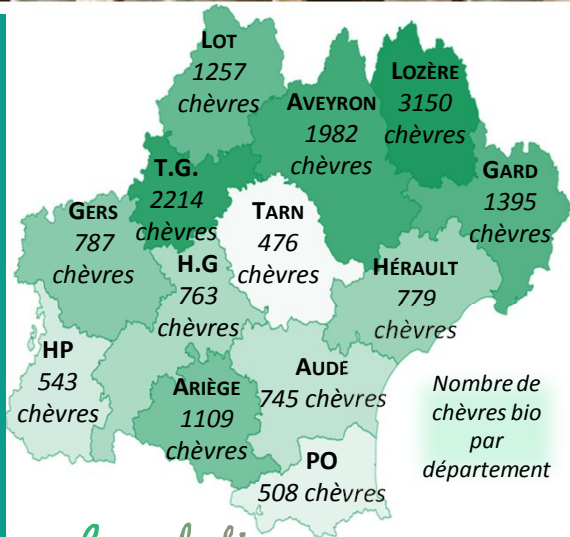 LOT
1257
chèvres
LOZÈRE
3150
chèvres
AVEYRON
1982
chèvres
GARD
1395
chèvres
T.G.
2214
chèvres
GERS
787
chèvres
TARN
476
chèvres
H.G
763
chèvres
HÉRAULT
779
chèvres
HP
543
chèvres
ARIÈGE
1109
chèvres
AUDE
745 chèvres
PO
508 chèvres
Nombre de
chèvres bio
par
département